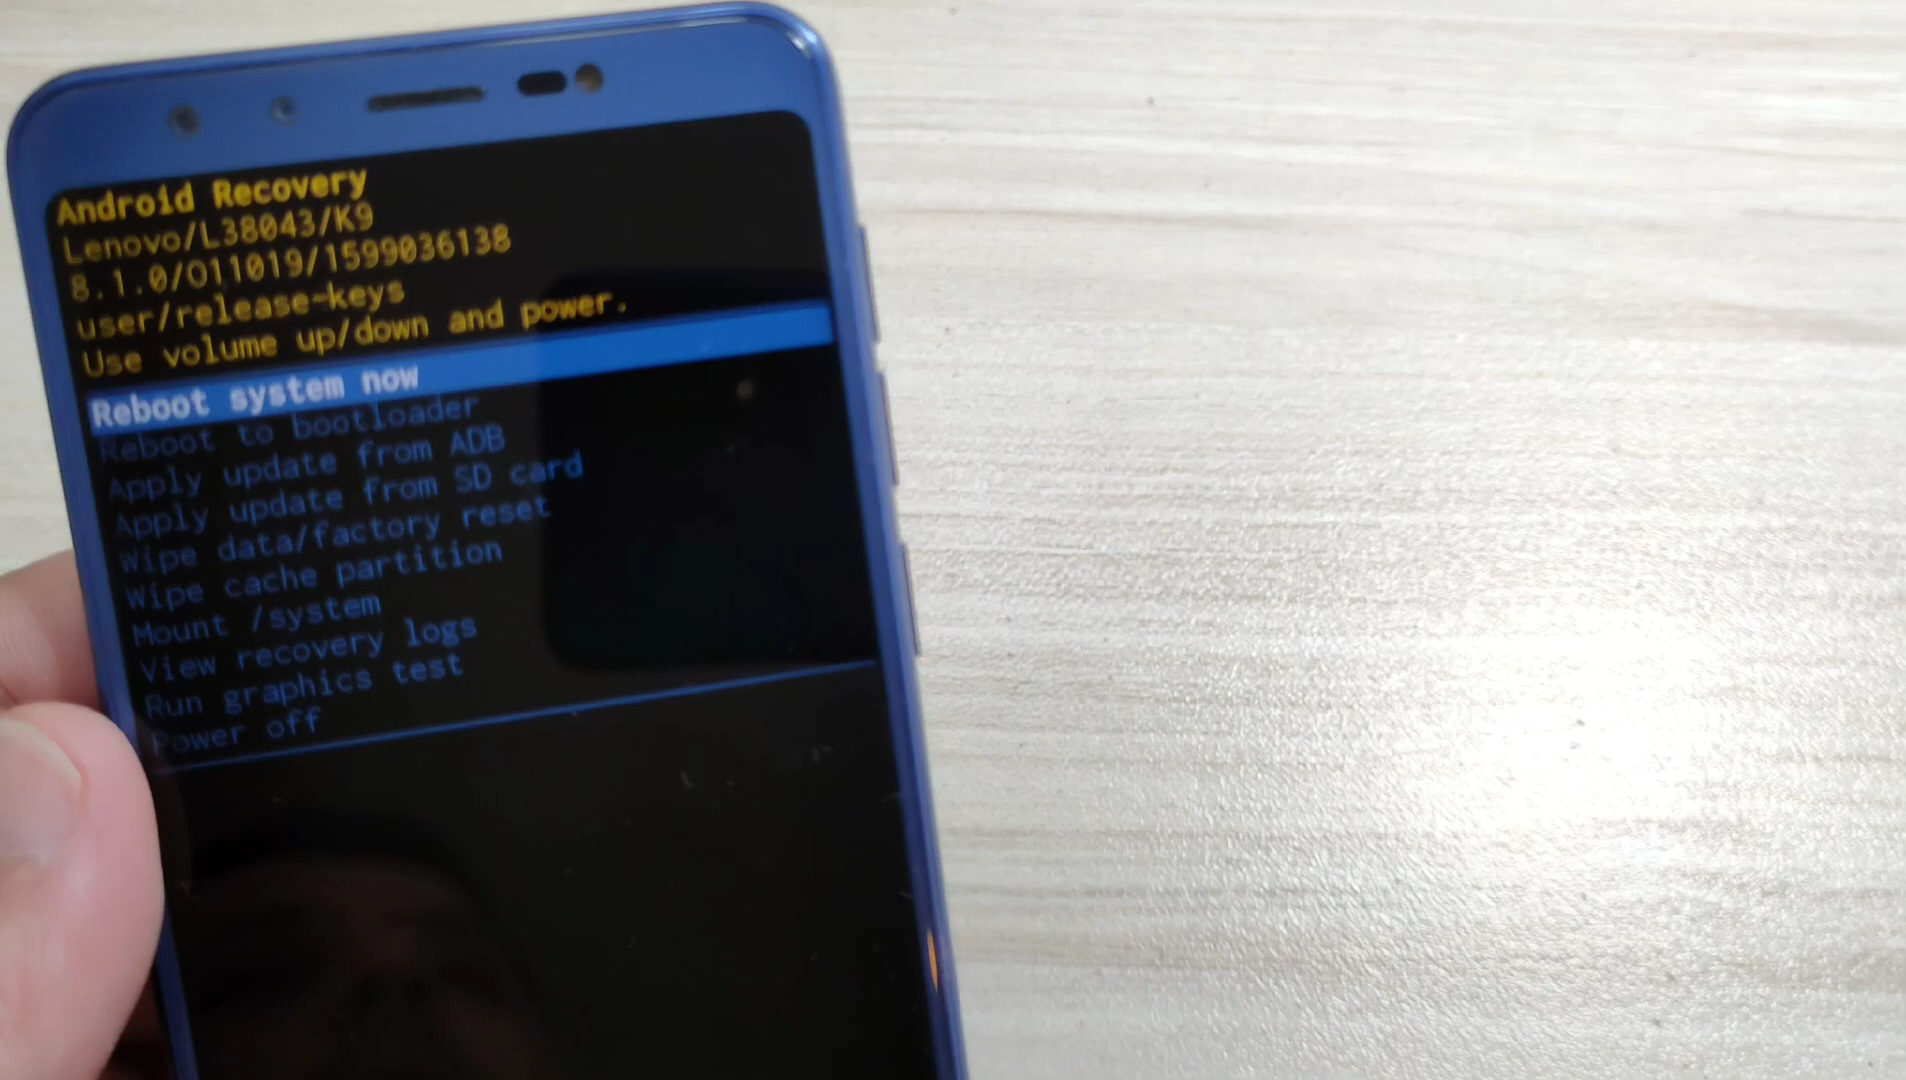 Android Recovery
Lenovo/L38043/K9
8.1.0/O11019/1599036138
user/release-keys
Use volume up/down and power.
Reboot system now
Reboot to bootloader
Apply update from ADB
Apply update from SD card
Wipe data/factory reset
Wipe cache partition
Mount /system
View recovery logs
Run graphics test
Power off